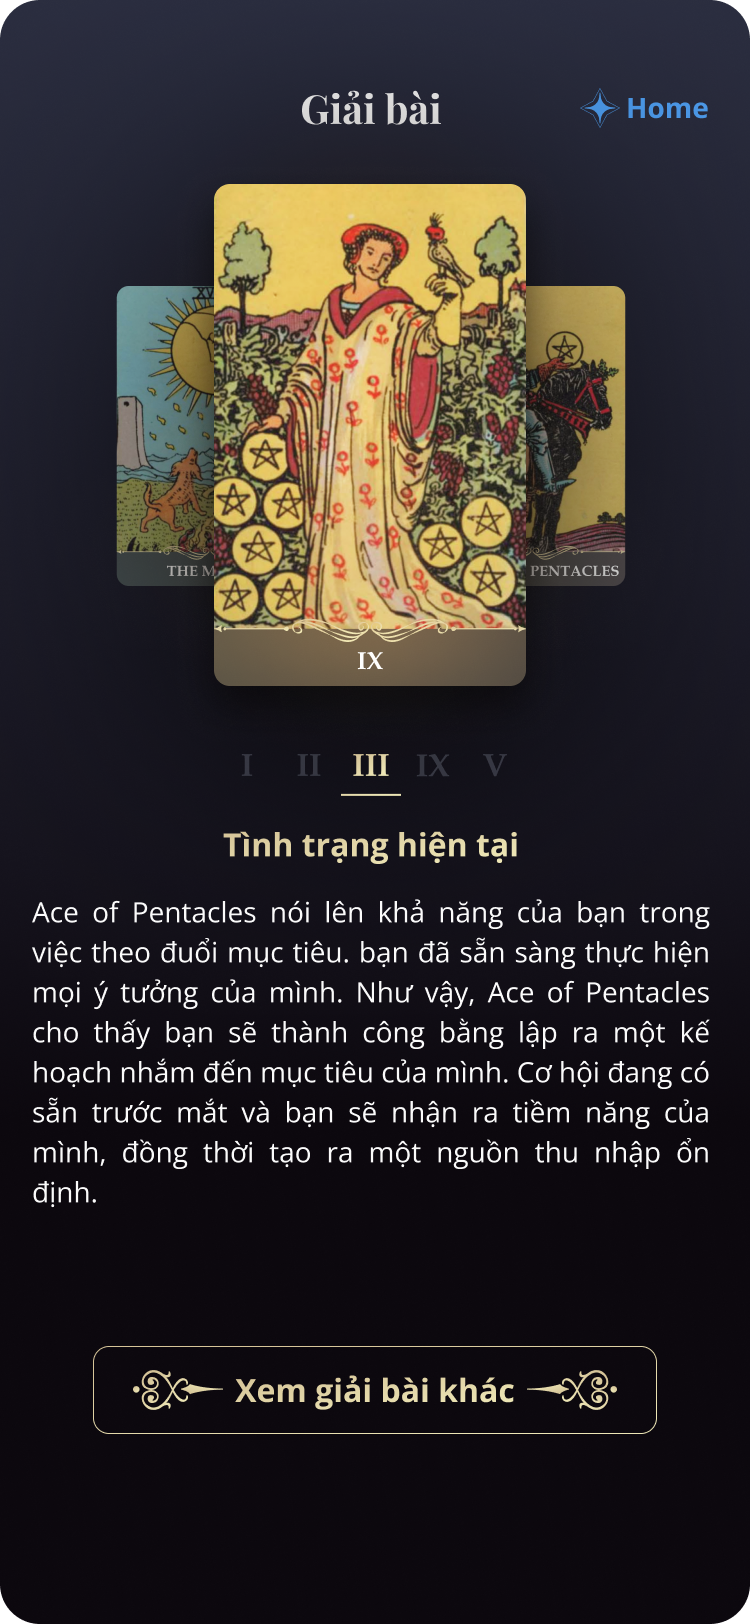 Giải bài
Home
XV
THE M
PENTACLES
IX
I II III IX V
Tình trạng hiện tại
Ace of Pentacles nói lên khả năng của bạn trong
việc theo đuổi mục tiêu. bạn đã sẵn sàng thực hiện
mọi ý tưởng của mình. Như vậy, Ace of Pentacles
cho thấy bạn sẽ thành công bằng lập ra một kế
hoạch nhắm đến mục tiêu của mình. Cơ hội đang có
sẵn trước mắt và bạn sẽ nhận ra tiềm năng của
mình, đồng thời tạo ra một nguồn thu nhập ổn
định.
Xem giải bài khác